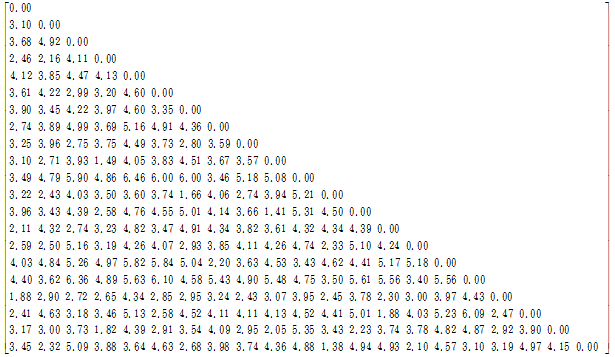 0.00
3.10 0.00
3.68 4.92 0.00
2.46 2.16 4.11 0.00
4.12 3.85 4.47 4.13 0.00
3.61 4.22 2.99 3.20 4.60 0.00
3.90 3.45 4.22 3.97 4.60 3.35 0.00
2.74 3.89 4.99 3.69 5.16 4.91 4.36 0.00
3.25 3.96 2.75 3.75 4.49 3.73 2.80 3.59 0.00
3.10 2.71 3.93 1.49 4.05 3.83 4.51 3.67 3.57 0.00
3.49 4.79 5.90 4.86 6.46 6.00 6.00 3.46 5.18 5.08 0.00
3.22 2.43 4.03 3.50 3.60 3.74 1.66 4.06 2.74 3.94 5.21 0.00
3.96 3.43 4.39 2.58 4.76 4.55 5.01 4.14 3.66 1.41 5.31 4.50 0.00
2.11 4.32 2.74 3.23 4.82 3.47 4.91 4.34 3.82 3.61 4.32 4.34 4.39 0.00
2.59 2.50 5.16 3.19 4.26 4.07 2.93 3.85 4.11 4.26 4.74 2.33 5.10 4.24 0.00
4.03 4.84 5.26 4.97 5.82 5.84 5.04 2.20 3.63 4.53 3.43 4.62 4.41 5.17 5.18 0.00
4.40 3.62 6.36 4.89 5.63 6.10 4.58 5.43 4.90 5.48 4.75 3.50 5.61 5.56 3.40 5.56 0.00
1.88 2.90 2.72 2.65 4.34 2.85 2.95 3.24 2.43 3.07 3.95 2.45 3.78 2.30 3.00 3.97 4.43 0.00
2.41 4.63 3.18 3.46 5.13 2.58 4.52 4.11 4.11 4.13 4.52 4.41 5.01 1.88 4.03 5.23 6.09 2.47 0.00
3.17 3.00 3.73 1.82 4.39 2.91 3.54 4.09 2.95 2.05 5.35 3.43 2.23 3.74 3.78 4.82 4.87 2.92 3.90 0.00
3.45 2.32 5.09 3.88 3.64 4.63 2.68 3.98 3.74 4.36 4.88 1.38 4.94 4.93 2.10 4.57 3.10 3.19 4.97 4.15 0.00